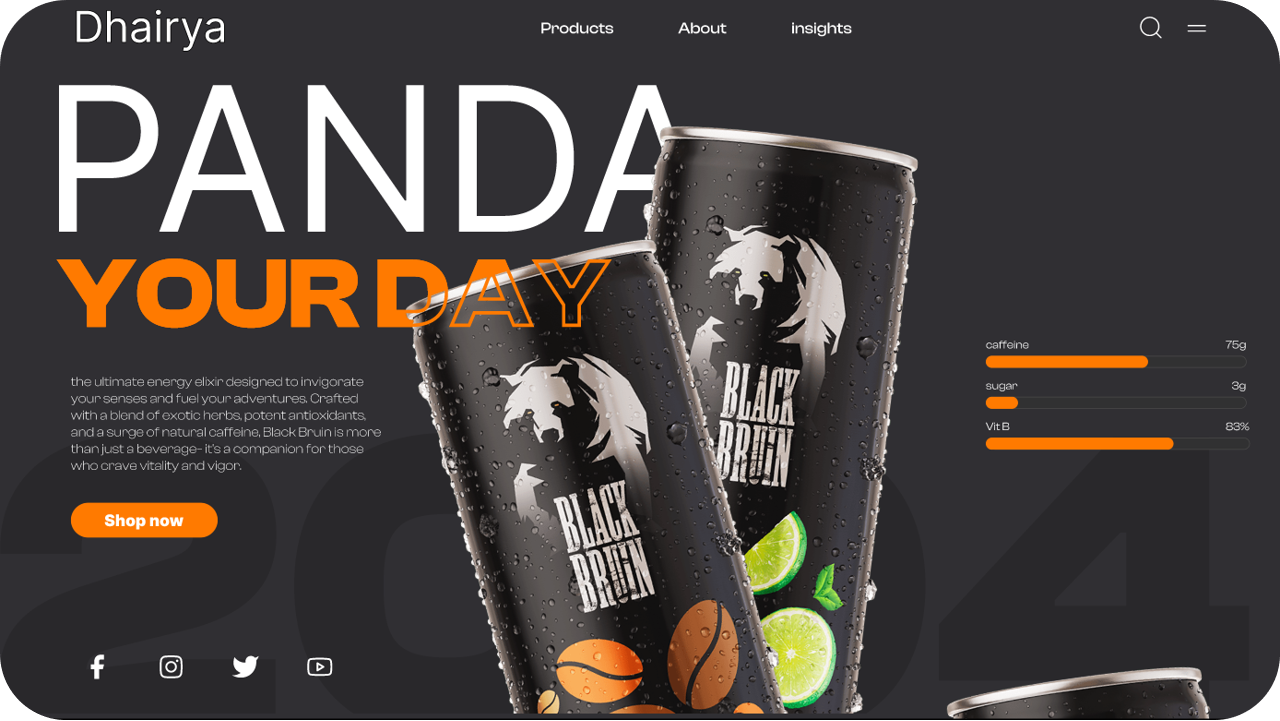 Dhairya
Products About insights
PANDA
YOUR DAY
the ultimate energy elixir designed to invigorate
your senses and fuel your adventures. Crafted
with a blend of exotic herbs, potent antioxidants,
and a surge of natural caffeine, Black Bruin is more
than just a beverage- it's a companion for those
who crave vitality and vigor.
Shop now
BLACK
BRUIN
BLACK
BRUIN
caffeine 75g
sugar 3g
Vit B 83%
2024